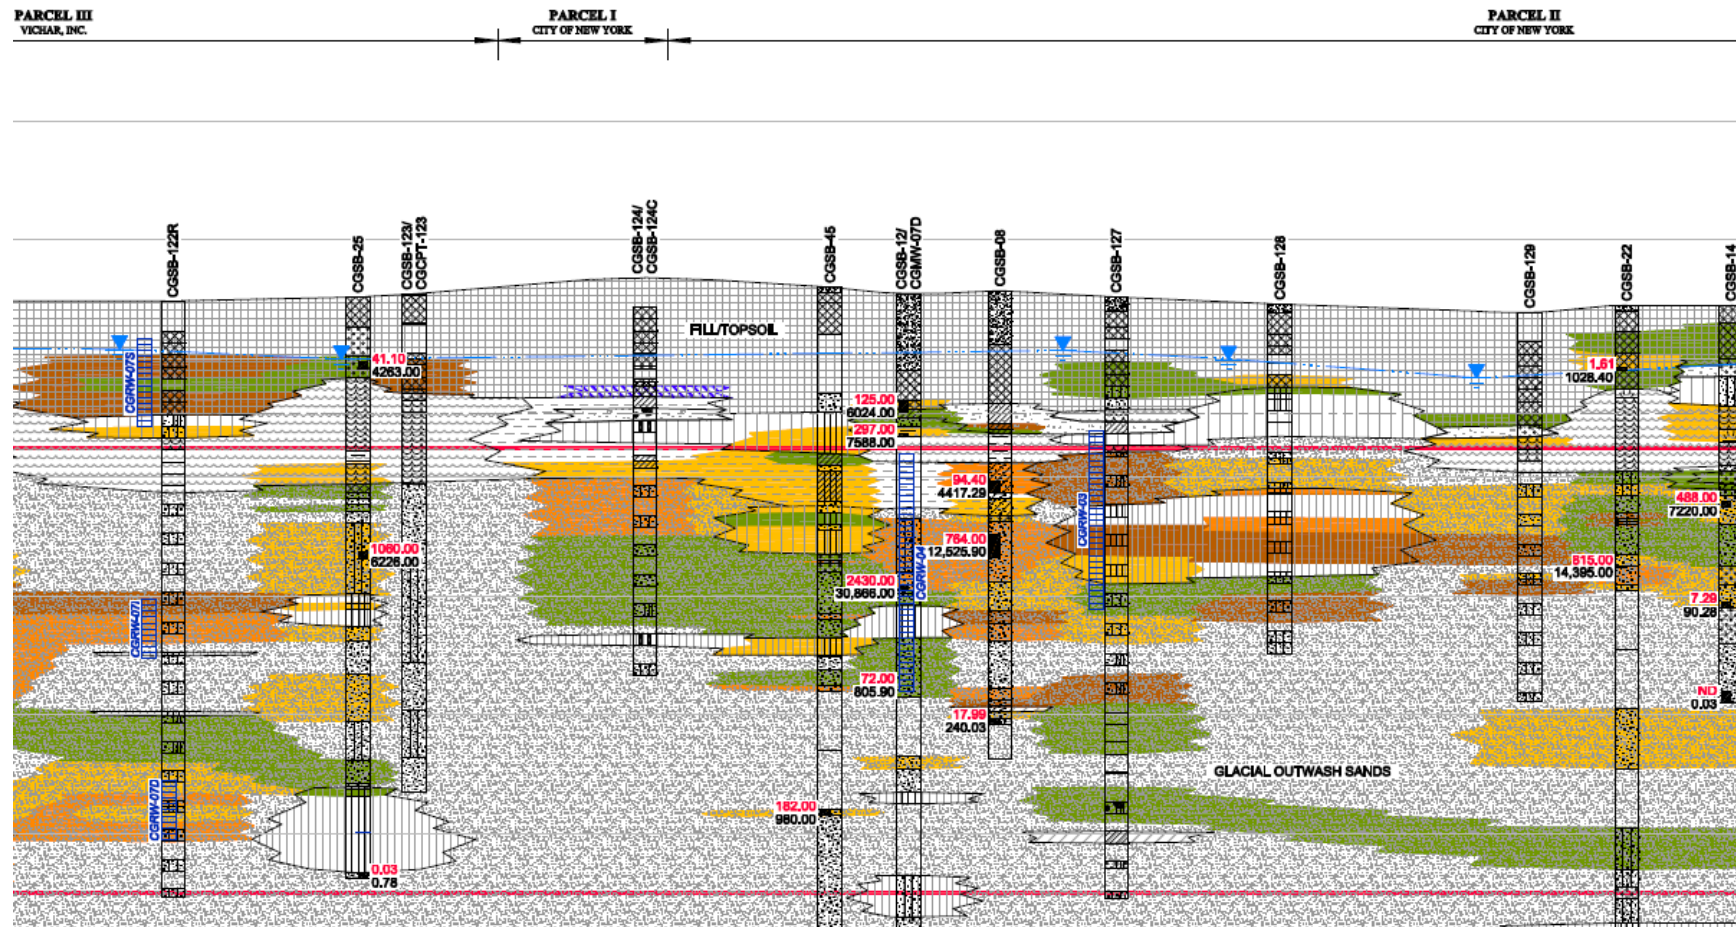 PARCEL III
VICHAR, INC.
PARCEL I
CITY OF NEW YORK
PARCEL II
CITY OF NEW YORK
CGSB-122R
CGSB-25
CGSB-123/
CGCPT-123
CGSB-124/
CGSB-124C
CGSB-45
CGSB-12/
CGMW-07D
CGSB-08
CGSB-127
CGSB-128
CGSB-129
CGSB-22
CGSB-14
FILL/TOPSOIL
CGRW-07S
41.10
4263.00
1.61
1028.40
125.00
6024.00
297.00
7588.00
94.40
4417.29
CGRW-03
488.00
7220.00
1060.00
6226.00
764.00
12,525.90
CGRW-04
815.00
14,395.00
2430.00
30,866.00
7.29
90.28
CGRW-07I
72.00
805.90
ND
0.03
17.99
240.03
GLACIAL OUTWASH SANDS
CGRW-07D
182.00
980.00
0.03
0.78